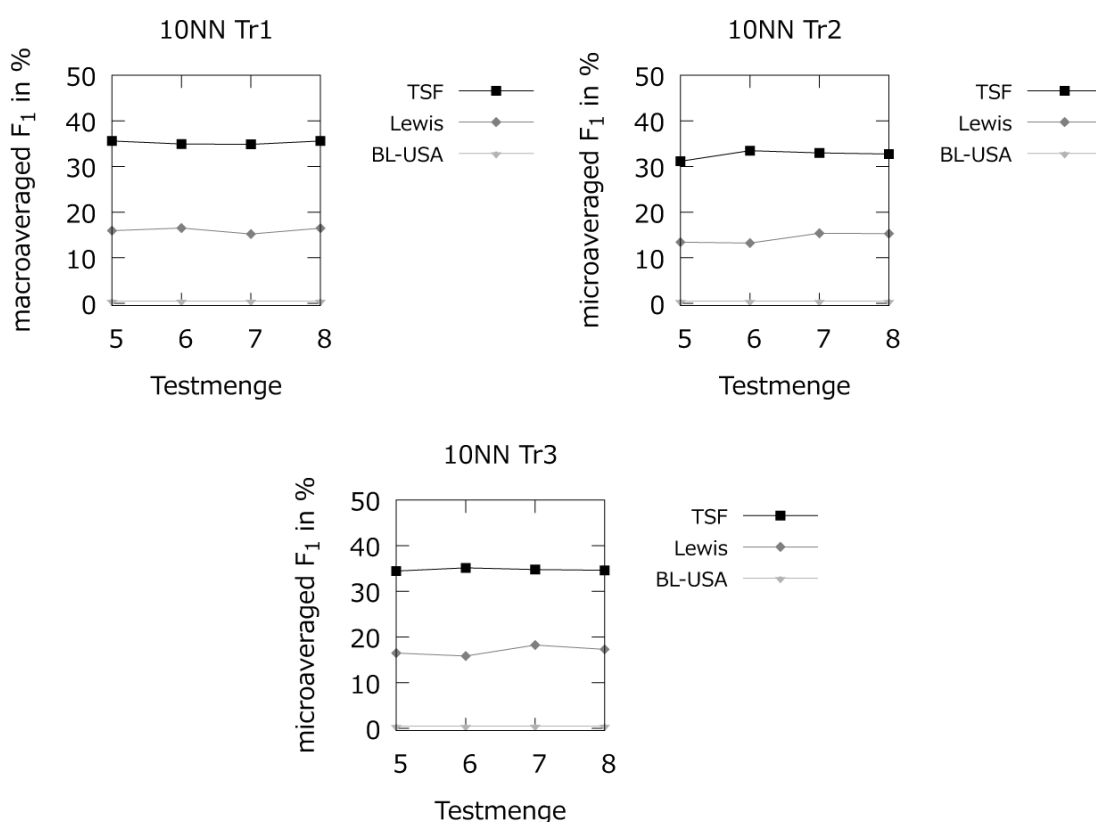 10NN Tr1
macroaveraged F1 in %
50
40
30
20
10
0
5 6 7 8
Testmenge
TSF
Lewis
BL-USA
10NN Tr2
microaveraged F1 in %
50
40
30
20
10
0
5 6 7 8
Testmenge
TSF
Lewis
BL-USA
10NN Tr3
microaveraged F1 in %
50
40
30
20
10
0
5 6 7 8
Testmenge
TSF
Lewis
BL-USA